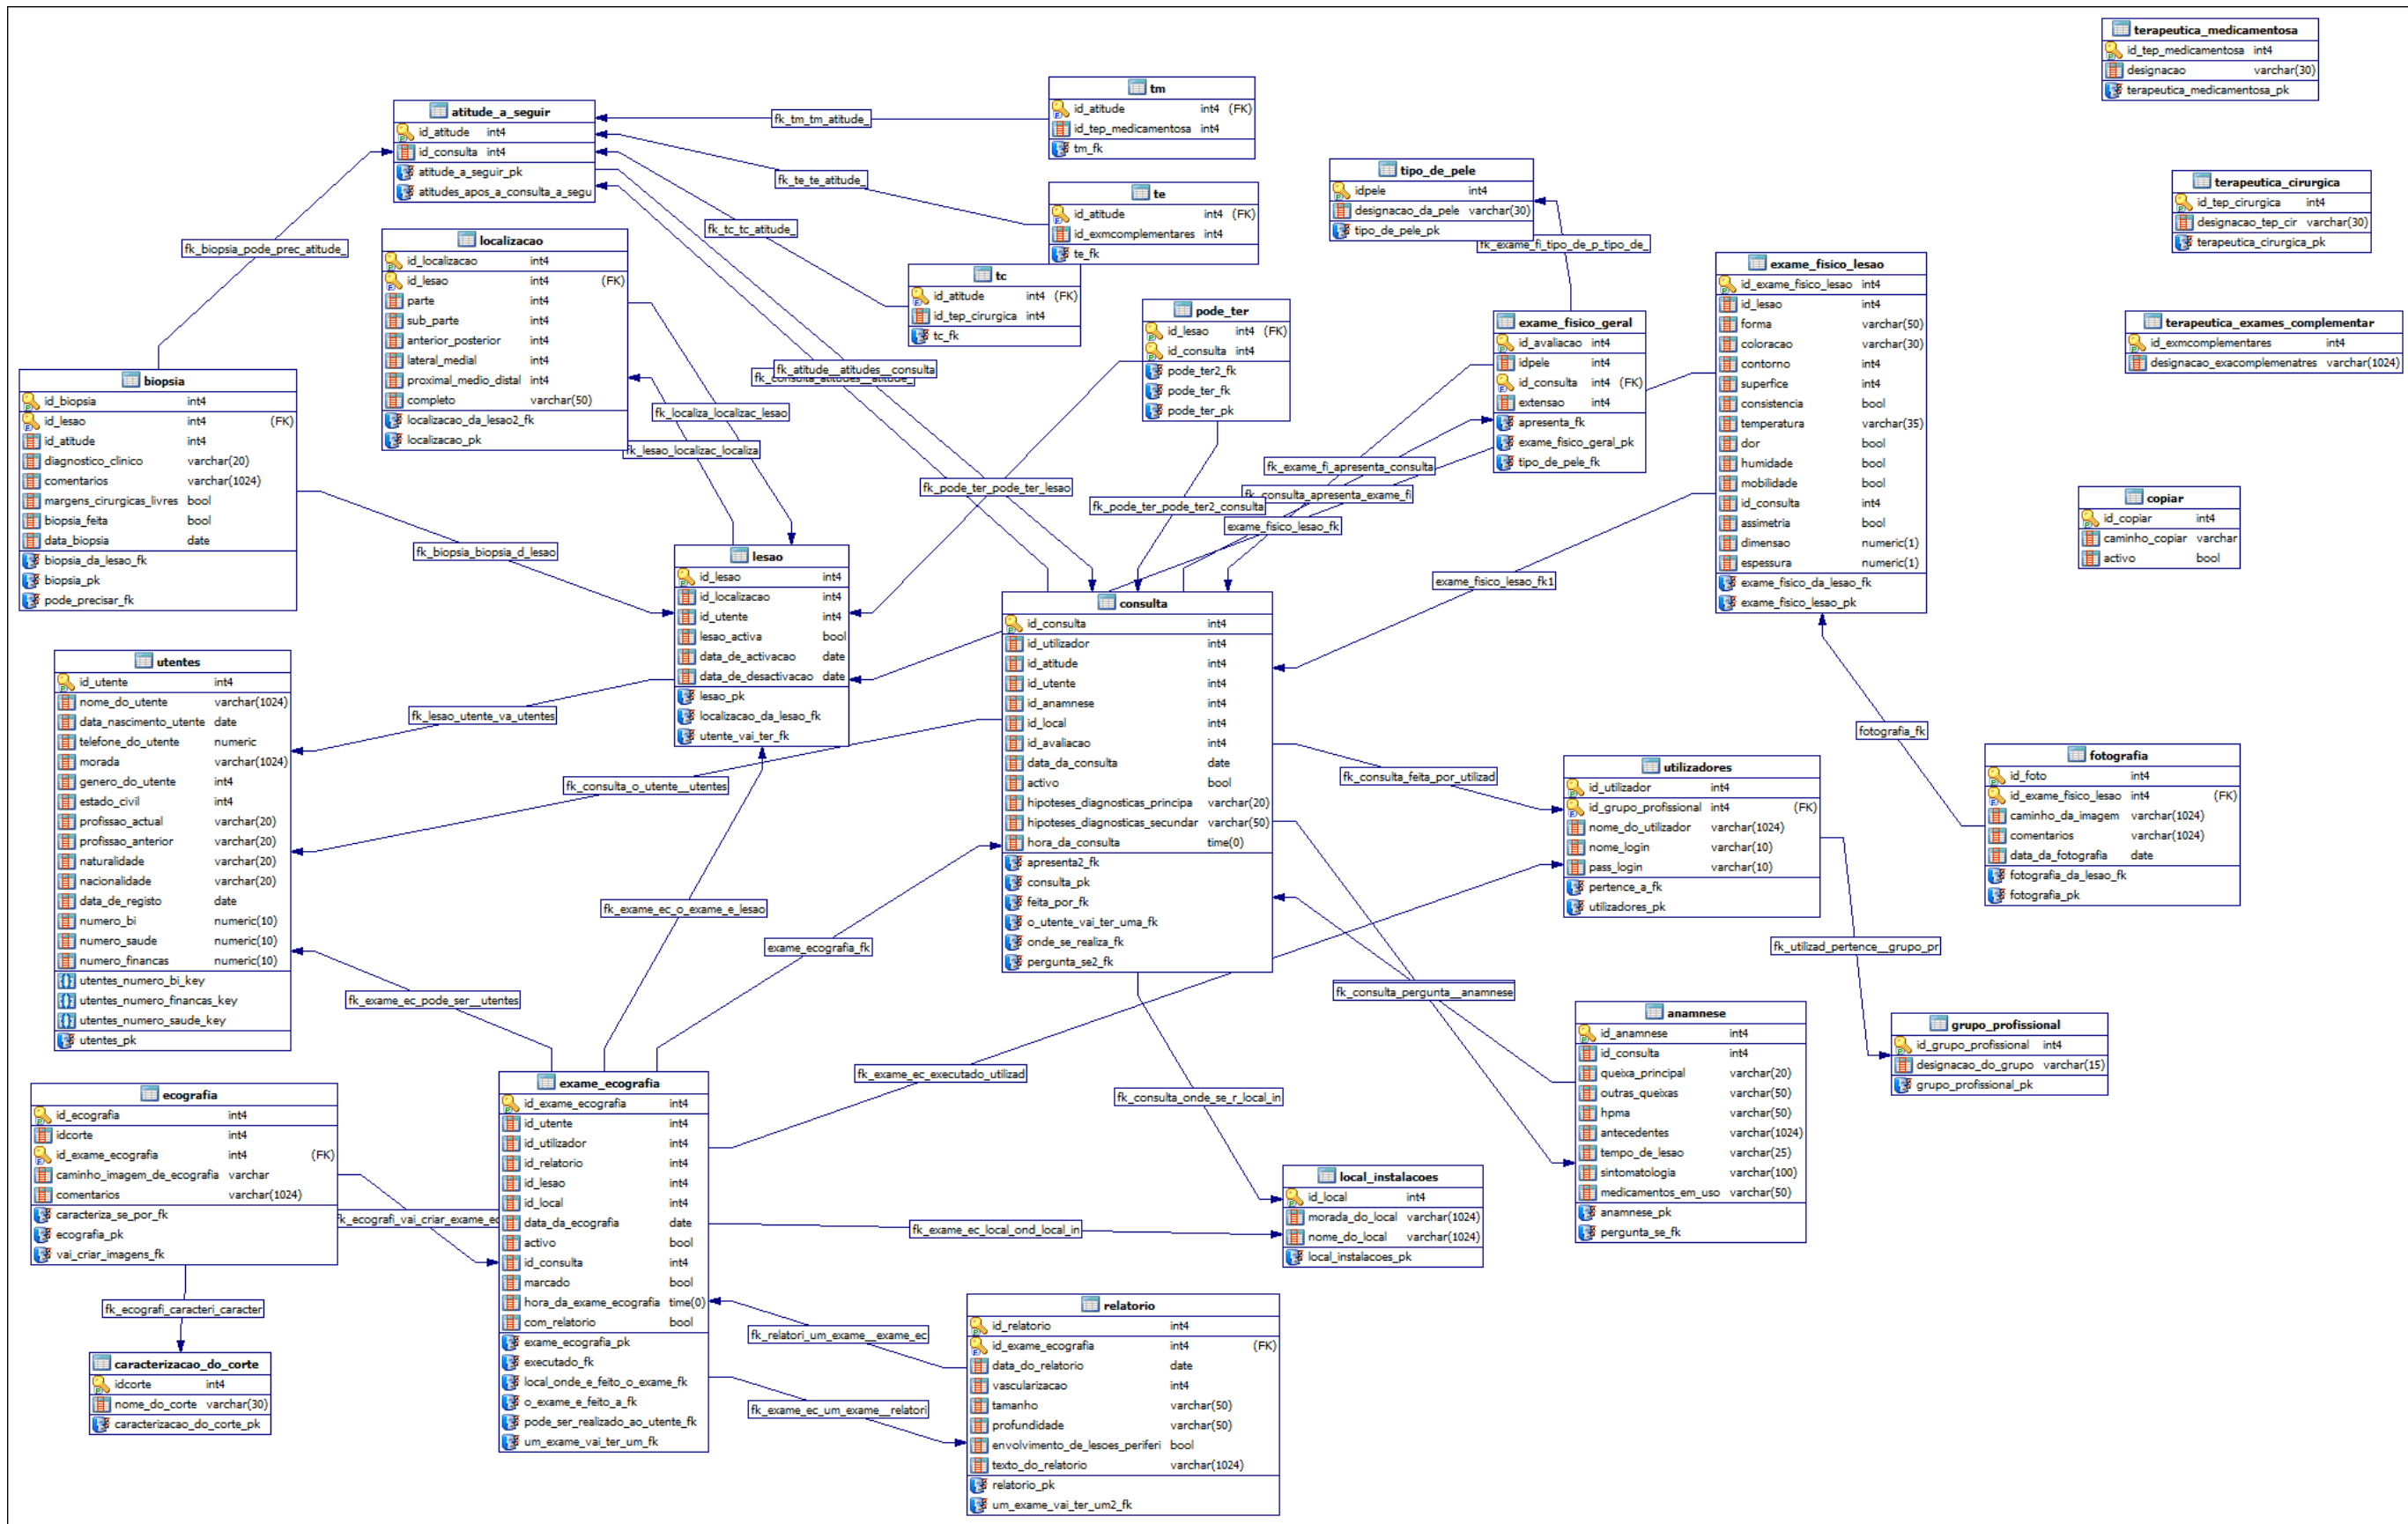 terapeutica_medicamentosa
id_tep_medicamentosa int4
designacao varchar(30)
terapeutica_medicamentosa_pk
tm
id_atitude int4 (FK)
id_tep_medicamentosa int4
tm_fk
atitude_a_seguir
id_atitude int4
id_consulta int4
atitude_a_seguir_pk
atitudes_apos_a_consulta_a_segu
fk_tm_tm_atitude_
fk_te_te_atitude_
fk_tc_tc_atitude_
te
id_atitude int4 (FK)
id_exmcomplementares int4
te_fk
tipo_de_pele
idpele int4
designacao_da_pele varchar(30)
tipo_de_pele_pk
fk_exame_fi_tipo_de_p_tipo_de_
terapeutica_cirurgica
id_tep_cirurgica int4
designacao_tep_cir varchar(30)
terapeutica_cirurgica_pk
fk_biopsia_pode_prec_atitude_
localizacao
id_localizacao int4
id_lesao int4 (FK)
parte int4
sub_parte int4
anterior_posterior int4
lateral_medial int4
proximal_medio_distal int4
completo varchar(50)
localizacao_da_lesao2_fk
localizacao_pk
tc
id_atitude int4 (FK)
id_tep_cirurgica int4
tc_fk
pode_ter
id_lesao int4 (FK)
id_consulta int4
pode_ter2_fk
pode_ter_fk
pode_ter_pk
exame_fisico_geral
id_avaliacao int4
idpele int4
id_consulta int4 (FK)
extensao int4
apresenta_fk
exame_fisico_geral_pk
tipo_de_pele_fk
exame_fisico_lesao
id_exame_fisico_lesao int4
id_lesao int4
forma varchar(50)
coloracao varchar(30)
contorno int4
superfice int4
consistencia bool
temperatura varchar(35)
dor bool
humidade bool
mobilidade bool
id_consulta int4
assimetria bool
dimensao numeric(1)
espessura numeric(1)
exame_fisico_da_lesao_fk
exame_fisico_lesao_pk
terapeutica_exames_complementar
id_exmcomplementares int4
designacao_exacomplemenatres varchar(1024)
biopsia
id_biopsia int4
id_lesao int4 (FK)
id_atitude int4
diagnostico_clinico varchar(20)
comentarios varchar(1024)
margens_cirurgicas_livres bool
biopsia_feita bool
data_biopsia date
biopsia_da_lesao_fk
biopsia_pk
pode_precisar_fk
fk_atitude__atitudes__consulta
fk_consulta_atitudes__atitude_
fk_localiza_localizac_lesao
fk_lesao_localizac_localiza
fk_pode_ter_pode_ter_lesao
fk_pode_ter_pode_ter2_consulta
fk_exame_fi_apresenta_consulta
fk_consulta_apresenta_exame_fi
exame_fisico_lesao_fk
exame_fisico_lesao_fk1
fk_biopsia_biopsia_d_lesao
copiar
id_copiar int4
caminho_copiar varchar
activo bool
lesao
id_lesao int4
id_localizacao int4
id_utente int4
lesao_activa bool
data_de_activacao date
data_de_desactivacao date
lesao_pk
localizacao_da_lesao_fk
utente_vai_ter_fk
consulta
id_consulta int4
id_utilizador int4
id_atitude int4
id_utente int4
id_anamnese int4
id_local int4
id_avaliacao int4
data_da_consulta date
activo bool
hipoteses_diagnosticas_principa varchar(20)
hipoteses_diagnosticas_secundar varchar(50)
hora_da_consulta time(0)
apresenta2_fk
consulta_pk
feita_por_fk
o_utente_vai_ter_uma_fk
onde_se_realiza_fk
pergunta_se2_fk
utentes
id_utente int4
nome_do_utente varchar(1024)
data_nascimento_utente date
telefone_do_utente numeric
morada varchar(1024)
genero_do_utente int4
estado_civil int4
profissao_actual varchar(20)
profissao_anterior varchar(20)
naturalidade varchar(20)
nacionalidade varchar(20)
data_de_registo date
numero_bi numeric(10)
numero_saude numeric(10)
numero_financas numeric(10)
utentes_numero_bi_key
utentes_numero_financas_key
utentes_numero_saude_key
utentes_pk
fk_lesao_utente_va_utentes
fk_consulta_o_utente__utentes
fk_consulta_feita_por_utilizad
fotografia_fk
utilizadores
id_utilizador int4
id_grupo_profissional int4 (FK)
nome_do_utilizador varchar(1024)
nome_login varchar(10)
pass_login varchar(10)
pertence_a_fk
utilizadores_pk
fotografia
id_foto int4
id_exame_fisico_lesao int4 (FK)
caminho_da_imagem varchar(1024)
comentarios varchar(1024)
data_da_fotografia date
fotografia_da_lesao_fk
fotografia_pk
fk_exame_ec_o_exame_e_lesao
exame_ecografia_fk
fk_utilizad_pertence__grupo_pr
fk_exame_ec_pode_ser__utentes
fk_consulta_pergunta__anamnese
anamnese
id_anamnese int4
id_consulta int4
queixa_principal varchar(20)
outras_queixas varchar(50)
hpma varchar(50)
antecedentes varchar(1024)
tempo_de_lesao varchar(25)
sintomatologia varchar(100)
medicamentos_em_uso varchar(50)
anamnese_pk
pergunta_se_fk
grupo_profissional
id_grupo_profissional int4
designacao_do_grupo varchar(15)
grupo_profissional_pk
ecografia
id_ecografia int4
idcorte int4
id_exame_ecografia int4 (FK)
caminho_imagem_de_ecografia varchar
comentarios varchar(1024)
caracteriza_se_por_fk
ecografia_pk
vai_criar_imagens_fk
exame_ecografia
id_exame_ecografia int4
id_utente int4
id_utilizador int4
id_relatorio int4
id_lesao int4
id_local int4
data_da_ecografia date
activo bool
id_consulta int4
marcado bool
hora_da_exame_ecografia time(0)
com_relatorio bool
exame_ecografia_pk
executado_fk
local_onde_e_feito_o_exame_fk
o_exame_e_feito_a_fk
pode_ser_realizado_ao_utente_fk
um_exame_vai_ter_um_fk
fk_exame_ec_executado_utilizad
fk_consulta_onde_se_r_local_in
fk_ecografi_vai_criar_exame_ec
fk_exame_ec_local_ond_local_in
local_instalacoes
id_local int4
morada_do_local varchar(1024)
nome_do_local varchar(1024)
local_instalacoes_pk
fk_ecografi_caracteri_caracter
caracterizacao_do_corte
idcorte int4
nome_do_corte varchar(30)
caracterizacao_do_corte_pk
fk_relatori_um_exame__exame_ec
fk_exame_ec_um_exame__relatori
relatorio
id_relatorio int4
id_exame_ecografia int4 (FK)
data_do_relatorio date
vascularizacao int4
tamanho varchar(50)
profundidade varchar(50)
envolvimento_de_lesoes_periferi bool
texto_do_relatorio varchar(1024)
relatorio_pk
um_exame_vai_ter_um2_fk